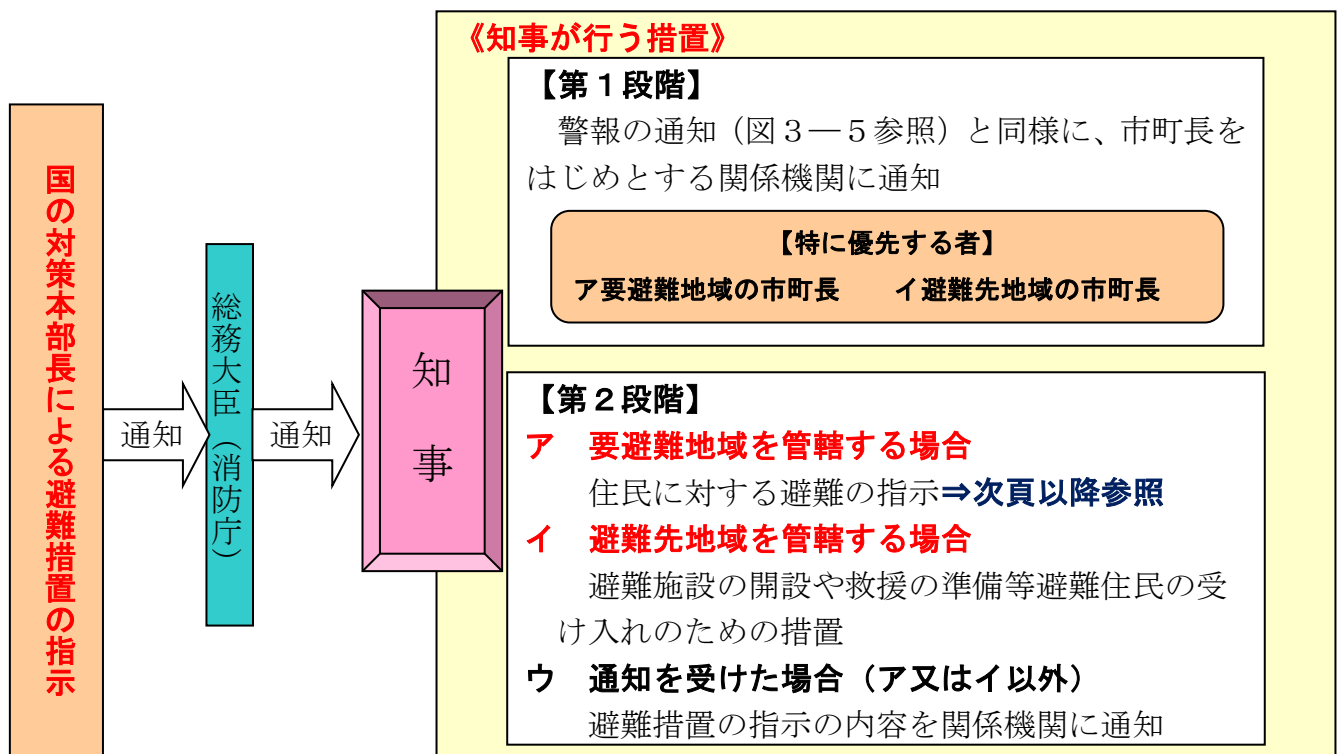 国の対策本部長による避難措置の指示
通知
総務大臣（消防庁）
通知
知事
《知事が行う措置》
【第１段階】
警報の通知（図３―５参照）と同様に、市町長を
はじめとする関係機関に通知
【特に優先する者】
ア要避難地域の市町長　　イ避難先地域の市町長
【第２段階】
ア　要避難地域を管轄する場合
住民に対する避難の指示⇒次頁以降参照
イ　避難先地域を管轄する場合
避難施設の開設や救援の準備等避難住民の受
け入れのための措置
ウ　通知を受けた場合（ア又はイ以外）
避難措置の指示の内容を関係機関に通知